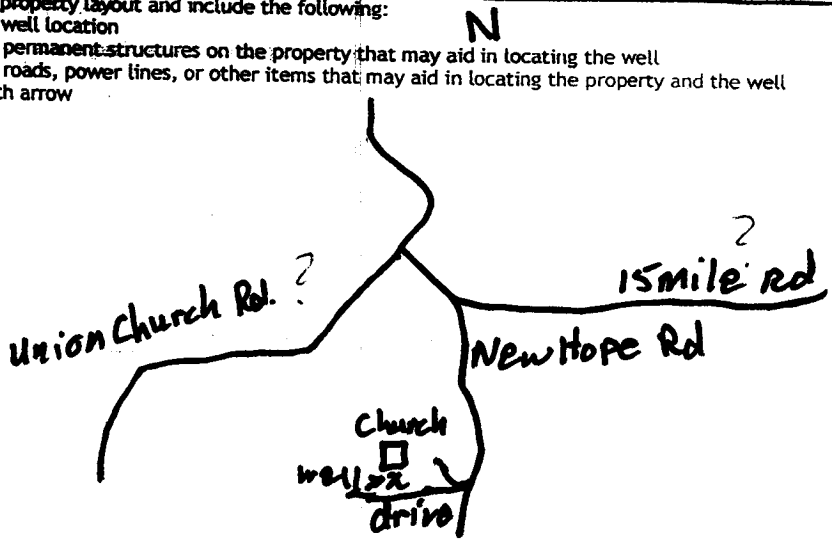 property layout and include the following:
well location
N
permanent structures on the property that may aid in locating the well
roads, power lines, or other items that may aid in locating the property and the well
th arrow
?
15 mile Rd
Union Church Rd. ?
New Hope Rd
Church
well x
drive